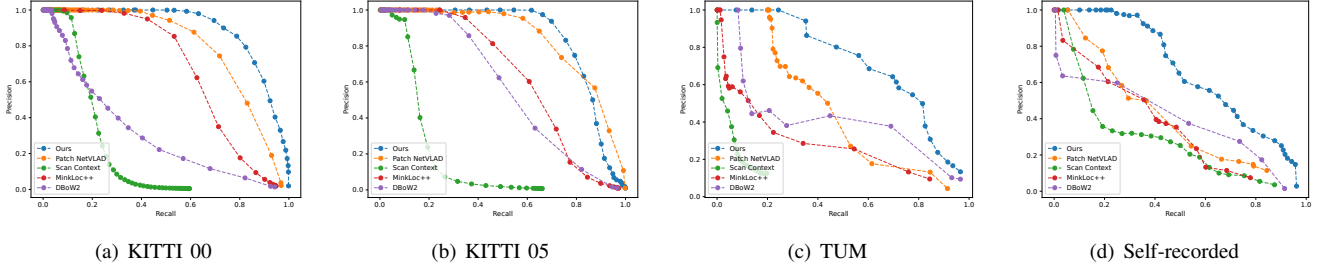 1.0
0.8
0.6
0.4
0.2
0.0
Precision
0.0 0.2 0.4 0.6 0.8 1.0
Recall
Ours
Patch NetVLAD
Scan Context
MinkLoc++
DBoW2
(a) KITTI 00
1.0
0.8
0.6
0.4
0.2
0.0
Precision
0.0 0.2 0.4 0.6 0.8 1.0
Recall
Ours
Patch NetVLAD
Scan Context
MinkLoc++
DBoW2
(b) KITTI 05
1.0
0.8
0.6
0.4
0.2
0.0
Precision
0.0 0.2 0.4 0.6 0.8 1.0
Recall
Ours
Patch NetVLAD
Scan Context
MinkLoc++
DBoW2
(c) TUM
1.0
0.8
0.6
0.4
0.2
0.0
Precision
0.0 0.2 0.4 0.6 0.8 1.0
Recall
Ours
Patch NetVLAD
Scan Context
MinkLoc++
DBoW2
(d) Self-recorded